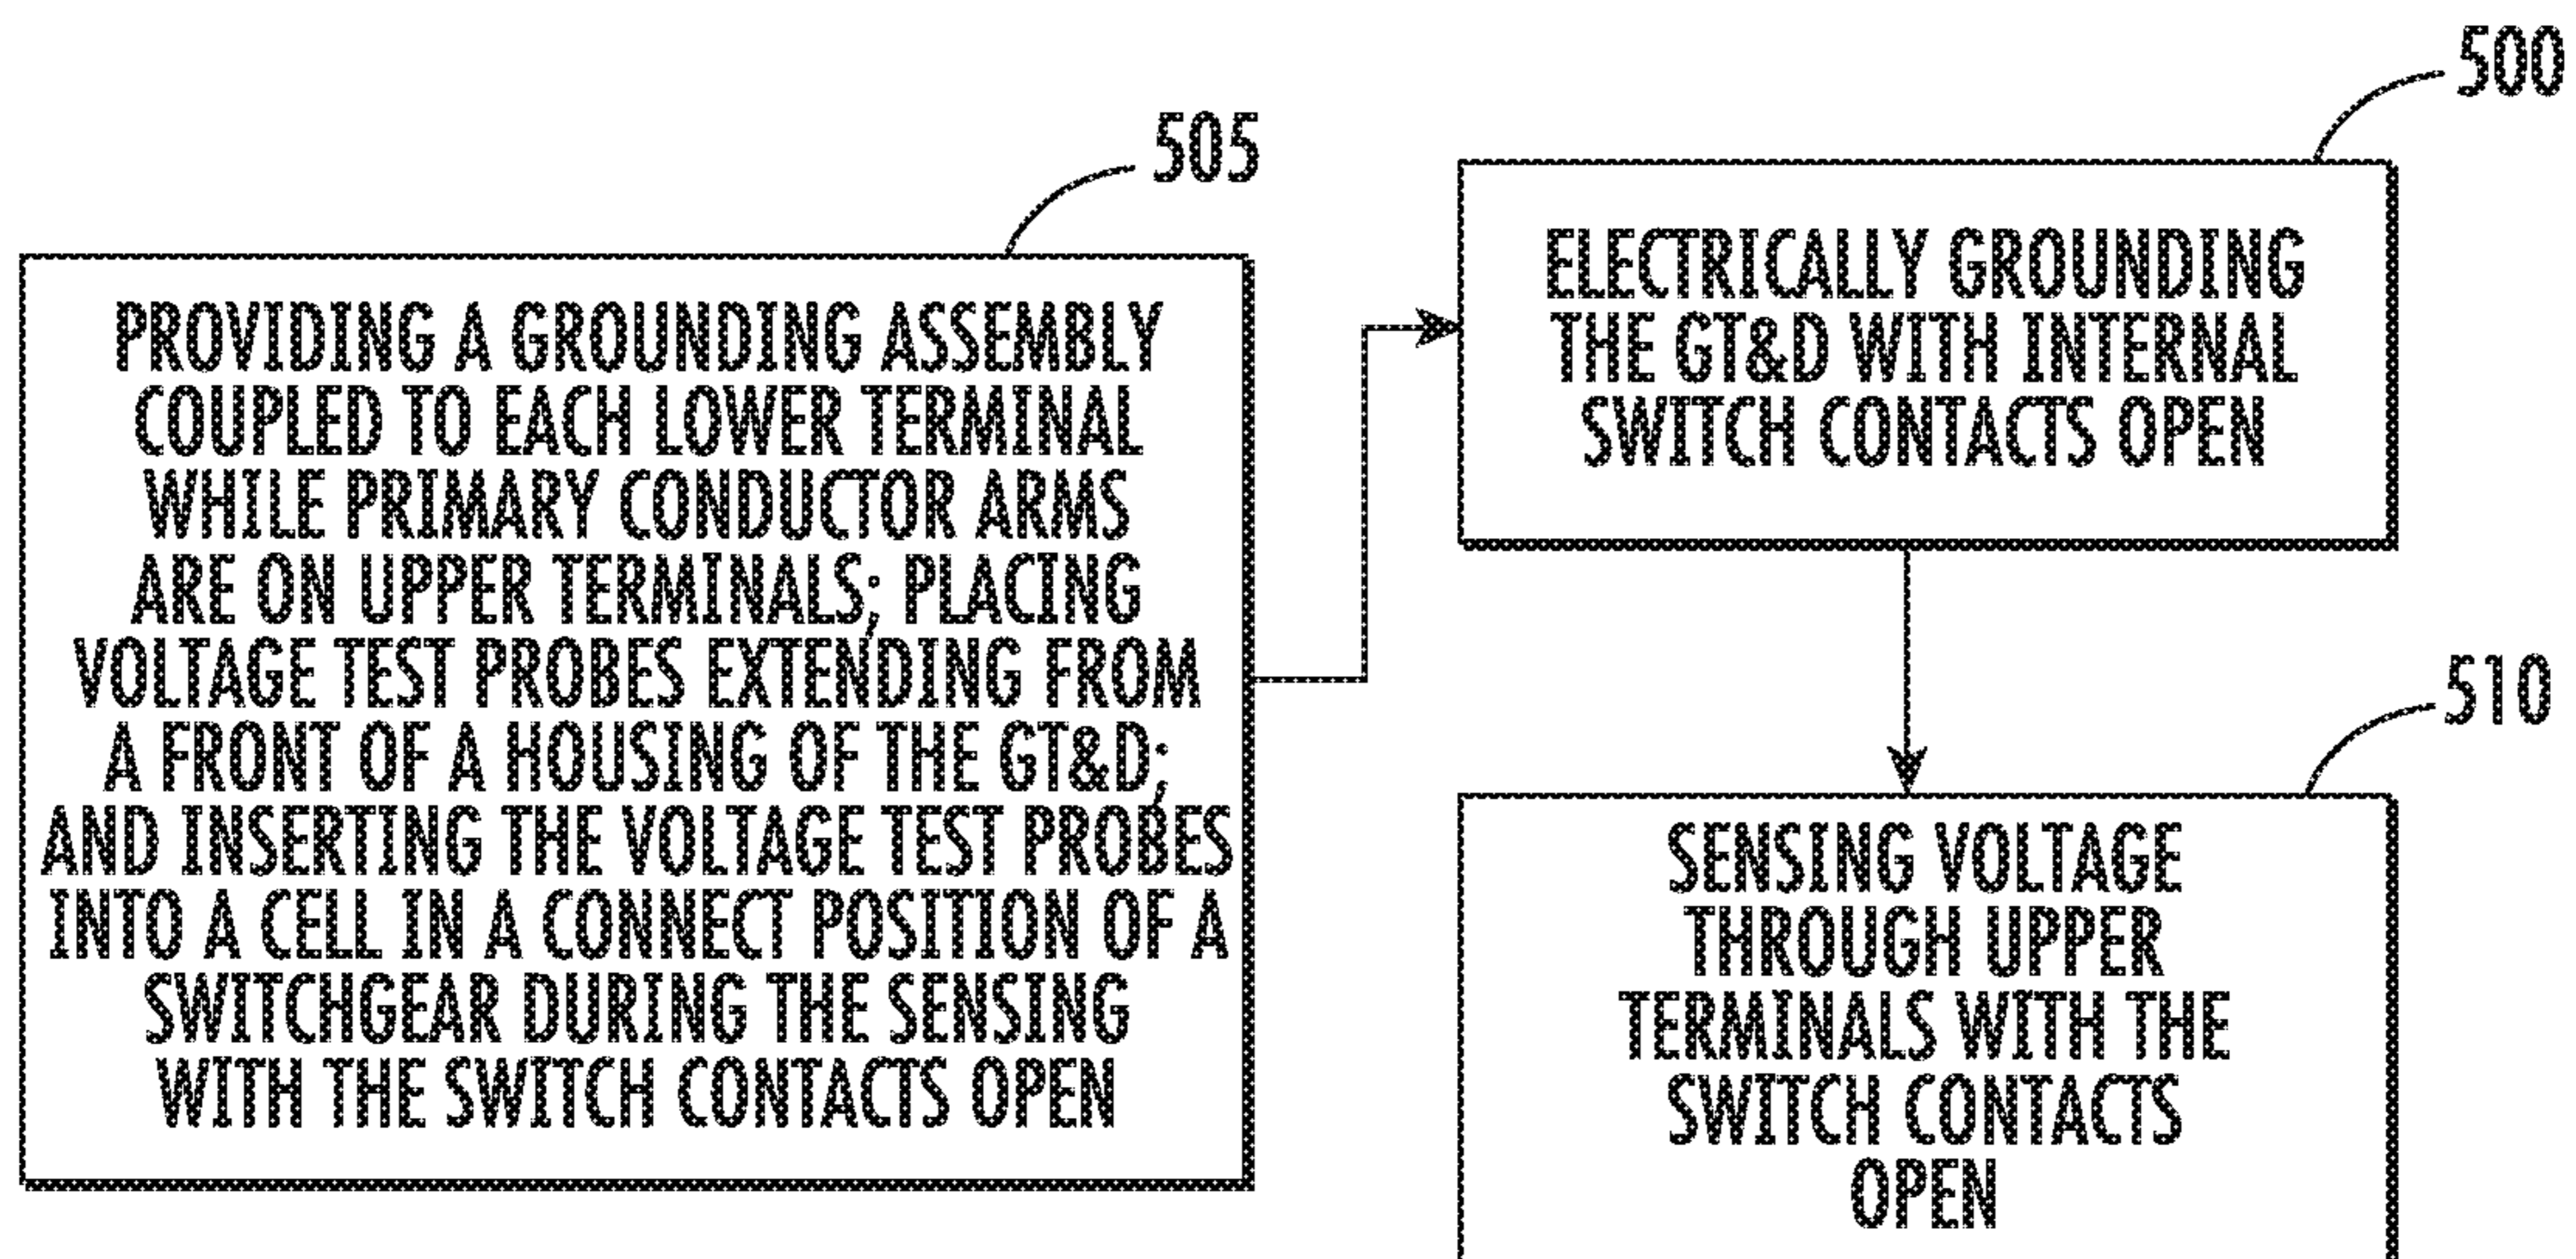 500
505
ELECTRICALLY GROUNDING
THE GT&D WITH INTERNAL
SWITCH CONTACTS OPEN
PROVIDING A GROUNDING ASSEMBLY
COUPLED TO EACH LOWER TERMINAL
WHILE PRIMARY CONDUCTOR ARMS
ARE ON UPPER TERMINALS; PLACING
VOLTAGE TEST PROBES EXTENDING FROM
A FRONT OF A HOUSING OF THE GT&D;
AND INSERTING THE VOLTAGE TEST PROBES
INTO A CELL IN A CONNECT POSITION OF A
SWITCHGEAR DURING THE SENSING
WITH THE SWITCH CONTACTS OPEN
510
SENSING VOLTAGE
THROUGH UPPER
TERMINALS WITH THE
SWITCH CONTACTS
OPEN